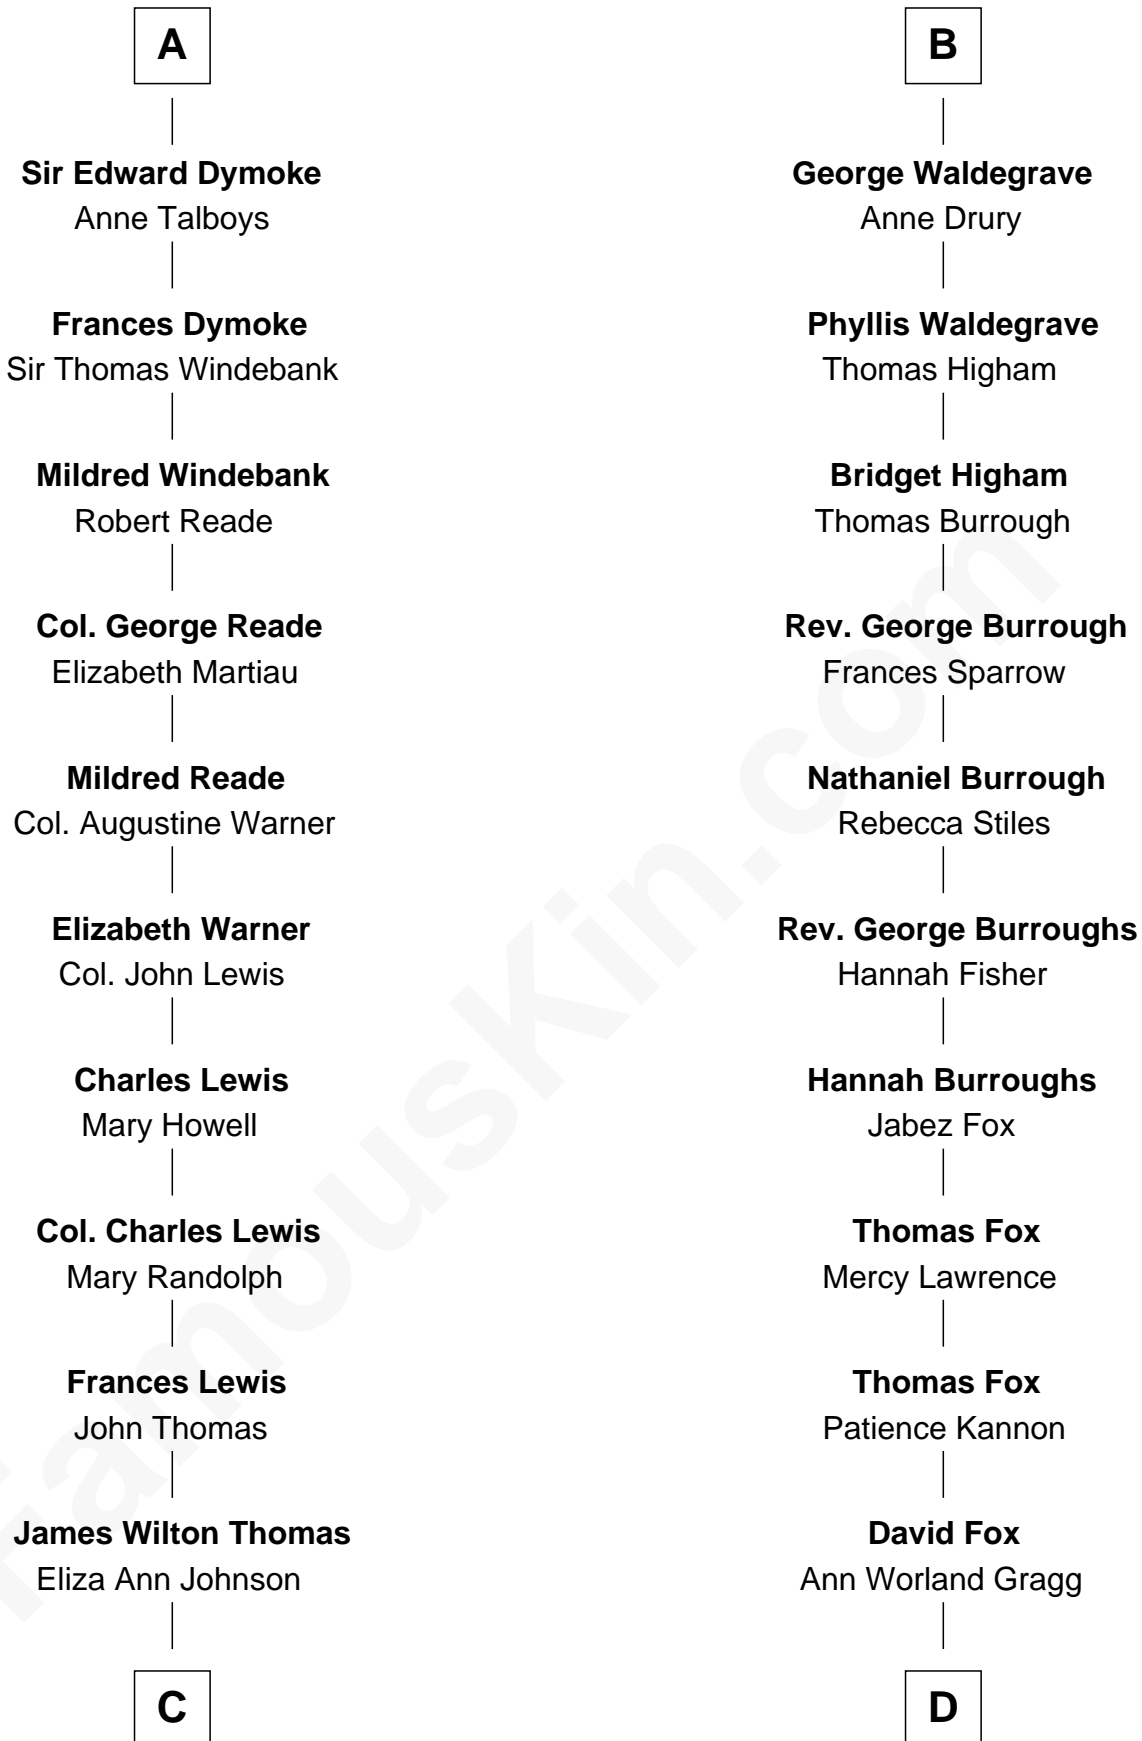 A
Sir Edward Dymoke
Anne Talboys
Frances Dymoke
Sir Thomas Windebank
Mildred Windebank
Robert Reade
Col. George Reade
Elizabeth Martiau
Mildred Reade
Col. Augustine Warner
Elizabeth Warner
Col. John Lewis
Charles Lewis
Mary Howell
Col. Charles Lewis
Mary Randolph
Frances Lewis
John Thomas
James Wilton Thomas
Eliza Ann Johnson
C
B
George Waldegrave
Anne Drury
Phyllis Waldegrave
Thomas Higham
Bridget Higham
Thomas Burrough
Rev. George Burrough
Frances Sparrow
Nathaniel Burrough
Rebecca Stiles
Rev. George Burroughs
Hannah Fisher
Hannah Burroughs
Jabez Fox
Thomas Fox
Mercy Lawrence
Thomas Fox
Patience Kannon
David Fox
Ann Worland Gragg
D
FamousKin.com